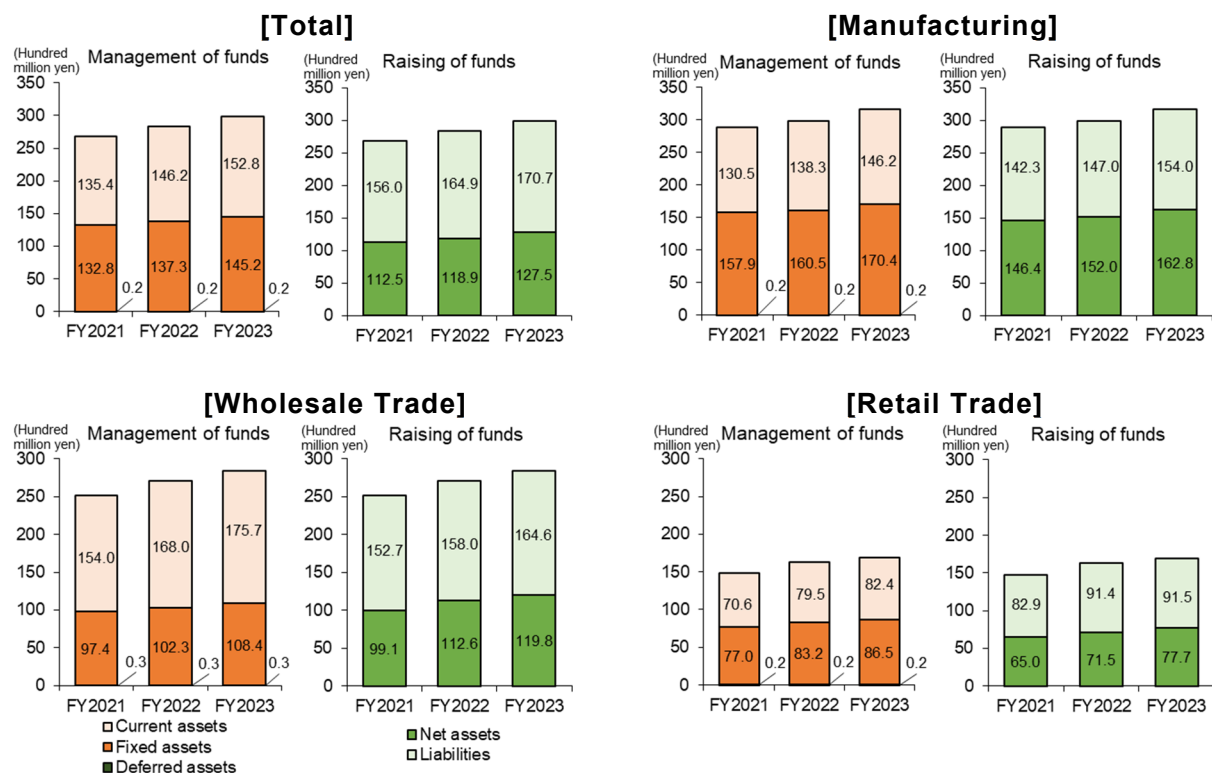 [Total]
(Hundred
million yen)
Management of funds
350
300
250
200
150
100
50
0
135.4
146.2
152.8
132.8
137.3
145.2
0.2
0.2
0.2
FY2021
FY2022
FY2023
(Hundred
million yen)
Raising of funds
350
300
250
200
150
100
50
0
156.0
164.9
170.7
112.5
118.9
127.5
FY2021
FY2022
FY2023
[Manufacturing]
(Hundred
million yen)
Management of funds
350
300
250
200
150
100
50
0
130.5
138.3
146.2
157.9
160.5
170.4
0.2
0.2
0.2
FY2021
FY2022
FY2023
(Hundred
million yen)
Raising of funds
350
300
250
200
150
100
50
0
142.3
147.0
154.0
146.4
152.0
162.8
FY2021
FY2022
FY2023
[Wholesale Trade]
(Hundred
million yen)
Management of funds
300
250
200
150
100
50
0
154.0
168.0
175.7
97.4
102.3
108.4
0.3
0.3
0.3
FY2021
FY2022
FY2023
Current assets
Fixed assets
Deferred assets
(Hundred
million yen)
Raising of funds
300
250
200
150
100
50
0
152.7
158.0
164.6
99.1
112.6
119.8
FY2021
FY2022
FY2023
Net assets
Liabilities
[Retail Trade]
(Hundred
million yen)
Management of funds
300
250
200
150
100
50
0
70.6
79.5
82.4
77.0
83.2
86.5
0.2
0.2
0.2
FY2021
FY2022
FY2023
(Hundred
million yen)
Raising of funds
300
250
200
150
100
50
0
82.9
91.4
91.5
65.0
71.5
77.7
FY2021
FY2022
FY2023